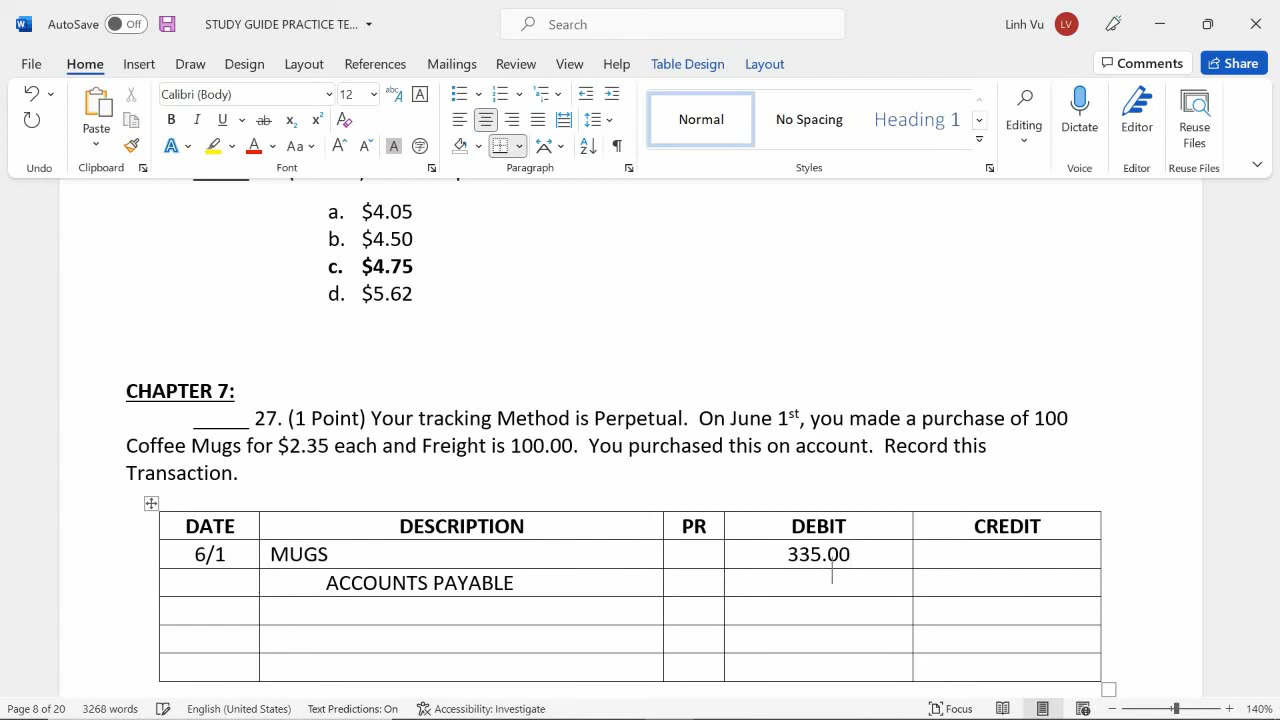 AutoSave Off STUDY GUIDE PRACTICE TE... Search Linh Vu LV
File Home Insert Draw Design Layout References Mailings Review View Help Table Design Layout Comments Share
Calibri (Body) 12 Normal No Spacing Heading 1
Paste Editing Dictate Editor Reuse Files
Undo Clipboard Font Paragraph Styles Voice Editor Reuse Files
a. $4.05
b. $4.50
c. $4.75
d. $5.62
CHAPTER 7:
_____ 27. (1 Point) Your tracking Method is Perpetual. On June 1st, you made a purchase of 100
Coffee Mugs for $2.35 each and Freight is 100.00. You purchased this on account. Record this
Transaction.
DATE DESCRIPTION PR DEBIT CREDIT
6/1 MUGS 335.00
ACCOUNTS PAYABLE
Page 8 of 20 3268 words English (United States) Text Predictions: On Accessibility: Investigate Focus 140%